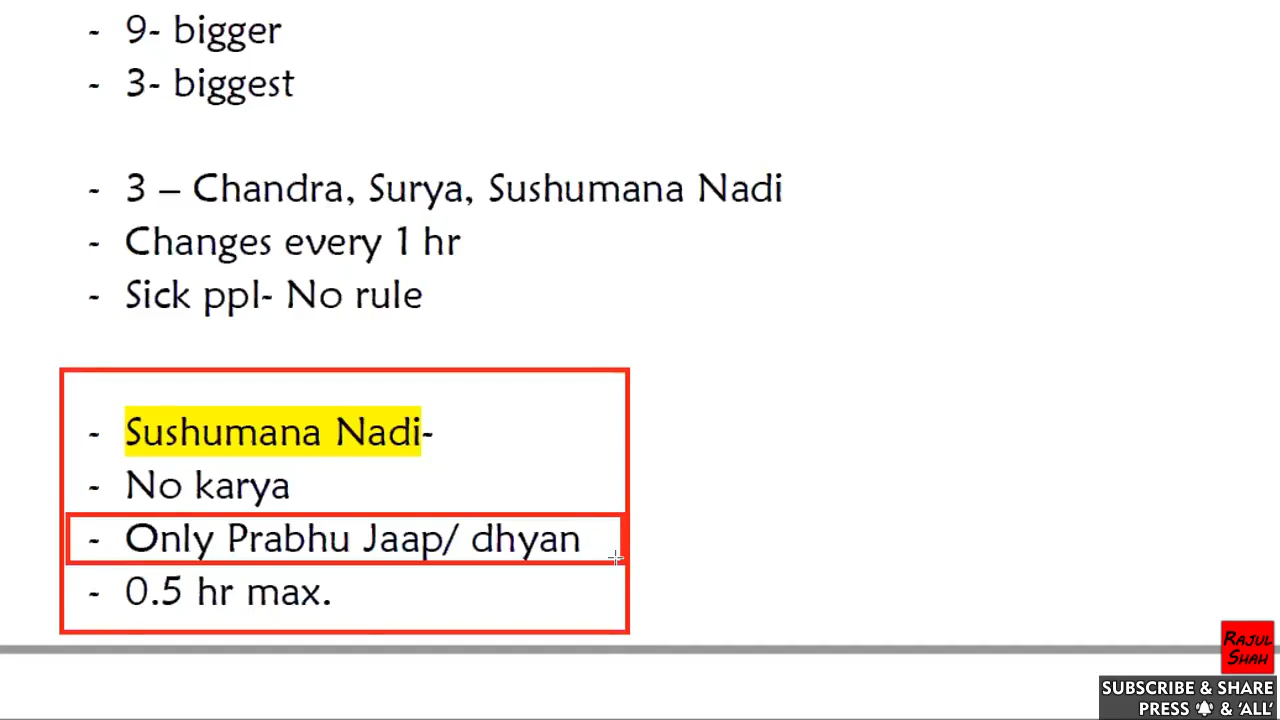 - 9- bigger
- 3- biggest
- 3 – Chandra, Surya, Sushumana Nadi
- Changes every 1 hr
- Sick ppl- No rule
- Sushumana Nadi-
- No karya
- Only Prabhu Jaap/ dhyan
- 0.5 hr max.
RAJUL
SHAH
SUBSCRIBE & SHARE
PRESS 🔔 & 'ALL'